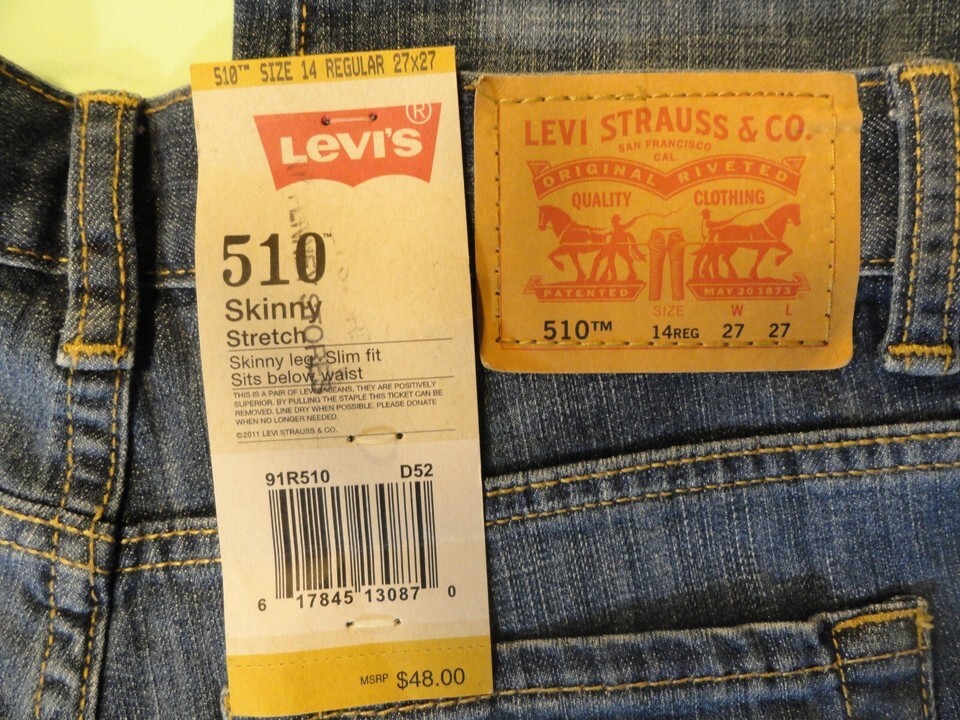 510™ SIZE 14 REGULAR 27x27
LEVI'S®
510™
Skinny
Stretch
Skinny leg. Slim fit
Sits below waist
THIS IS A PAIR OF LEVI'S® JEANS, THEY ARE POSITIVELY
SUPERIOR. BY PULLING THE STAPLE THIS TICKET CAN BE
REMOVED. LINE DRY WHEN POSSIBLE. PLEASE DONATE
WHEN NO LONGER NEEDED.
©2011 LEVI STRAUSS & CO.
91R510 D52
6 17845 13087 0
MSRP $48.00
LEVI STRAUSS & CO.
SAN FRANCISCO
CAL.
ORIGINAL RIVETED
QUALITY CLOTHING
PATENTED MAY 20 1873
SIZE W L
510™ 14REG 27 27